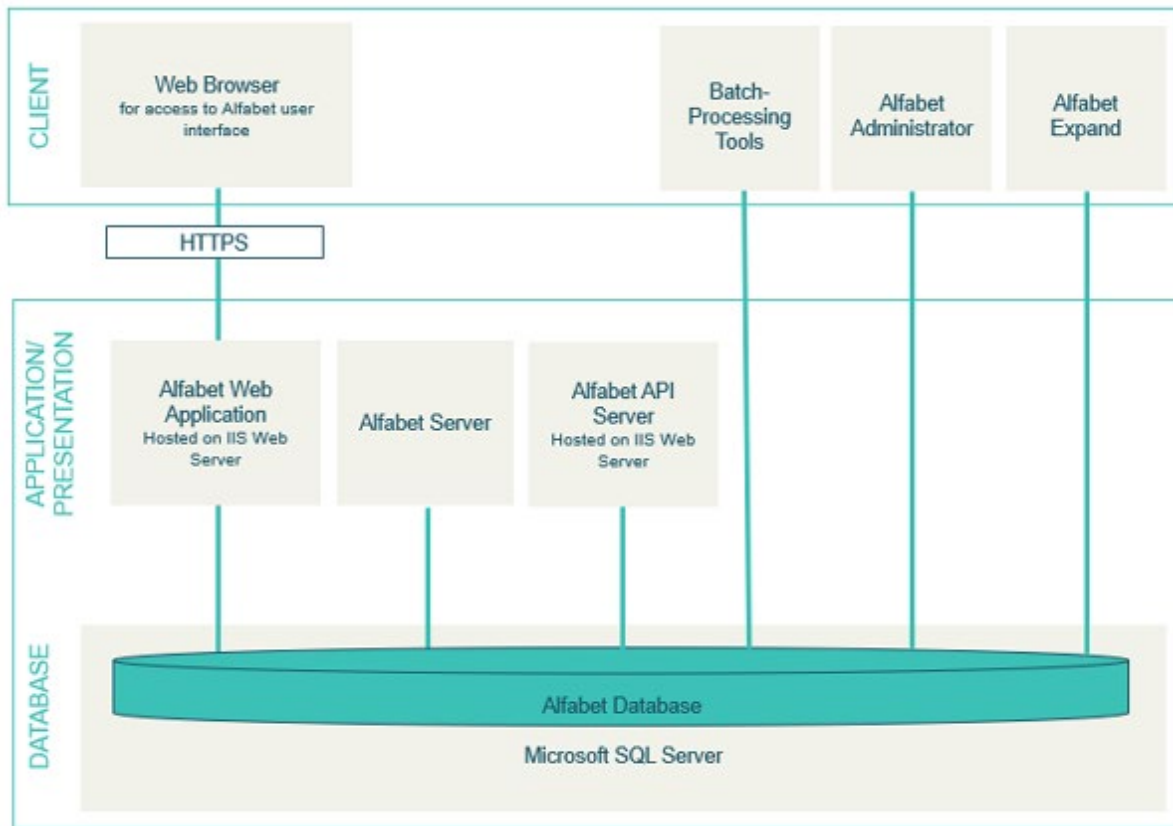 CLIENT
Web Browser
for access to Alfabet user
interface
Batch-
Processing
Tools
Alfabet
Administrator
Alfabet
Expand
HTTPS
APPLICATION/
PRESENTATION
Alfabet Web
Application
Hosted on IIS Web
Server
Alfabet Server
Alfabet API
Server
Hosted on IIS Web
Server
DATABASE
Alfabet Database
Microsoft SQL Server